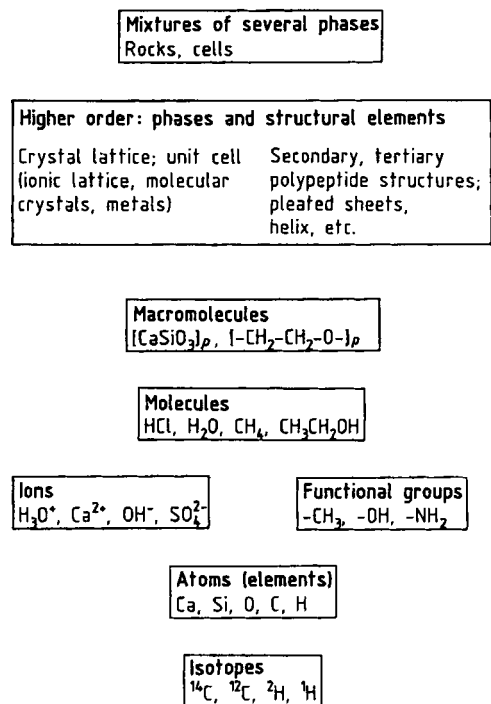 Mixtures of several phases
Rocks, cells
Higher order: phases and structural elements
Crystal lattice; unit cell
(ionic lattice, molecular
crystals, metals)
Secondary, tertiary
polypeptide structures;
pleated sheets,
helix, etc.
Macromolecules
[CaSiO₃]ₚ, [-CH₂-CH₂-O-]ₚ
Molecules
HCl, H₂O, CH₄, CH₃CH₂OH
Ions
H₃O⁺, Ca²⁺, OH⁻, SO₄²⁻
Functional groups
-CH₃, -OH, -NH₂
Atoms (elements)
Ca, Si, O, C, H
Isotopes
¹⁴C, ¹²C, ²H, ¹H